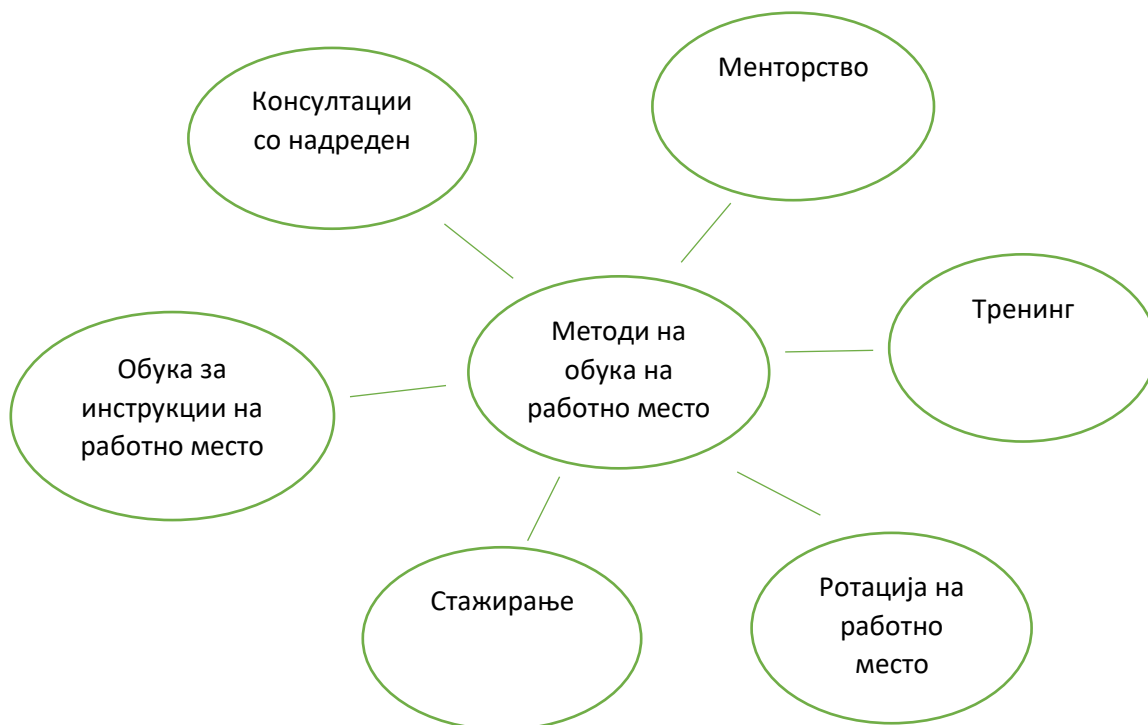 Консултации
со надреден
Менторство
Тренинг
Методи на
обука на
работно место
Обука за
инструкции на
работно место
Стажирање
Ротација на
работно
место